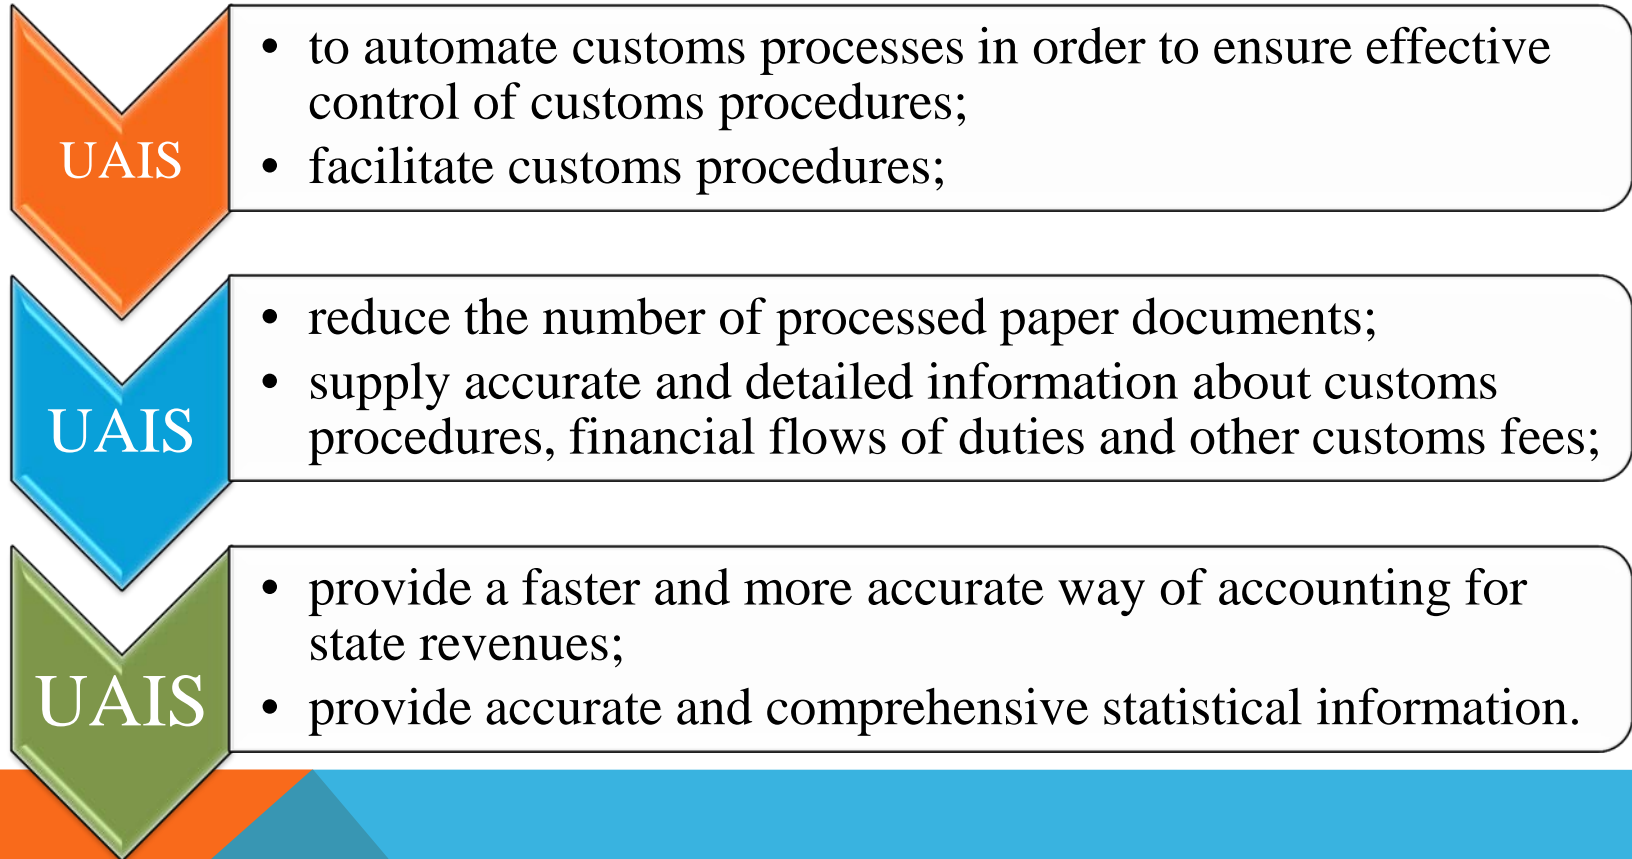 UAIS
• to automate customs processes in order to ensure effective
control of customs procedures;
• facilitate customs procedures;
UAIS
• reduce the number of processed paper documents;
• supply accurate and detailed information about customs
procedures, financial flows of duties and other customs fees;
UAIS
• provide a faster and more accurate way of accounting for
state revenues;
• provide accurate and comprehensive statistical information.